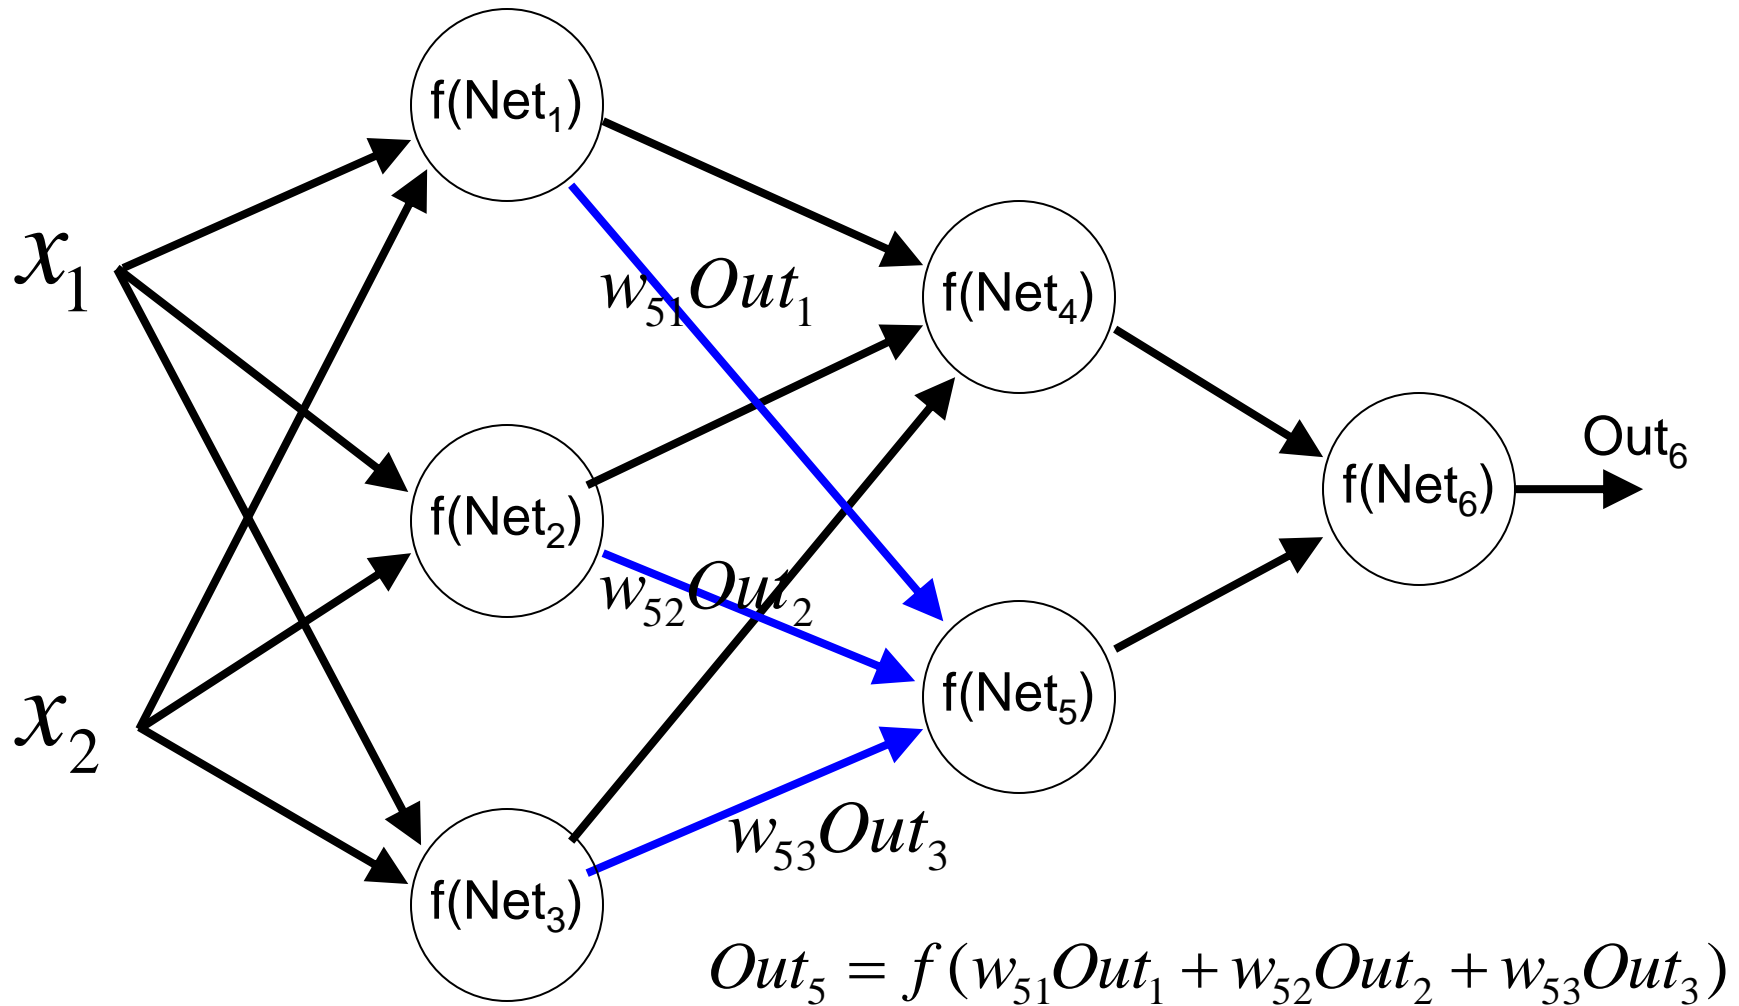 f(Net₁)
x₁
w₅₁Out₁
f(Net₄)
Out₆
f(Net₆)
f(Net₂)
w₅₂Out₂
f(Net₅)
x₂
w₅₃Out₃
f(Net₃)
Out₅ = f(w₅₁Out₁ + w₅₂Out₂ + w₅₃Out₃)